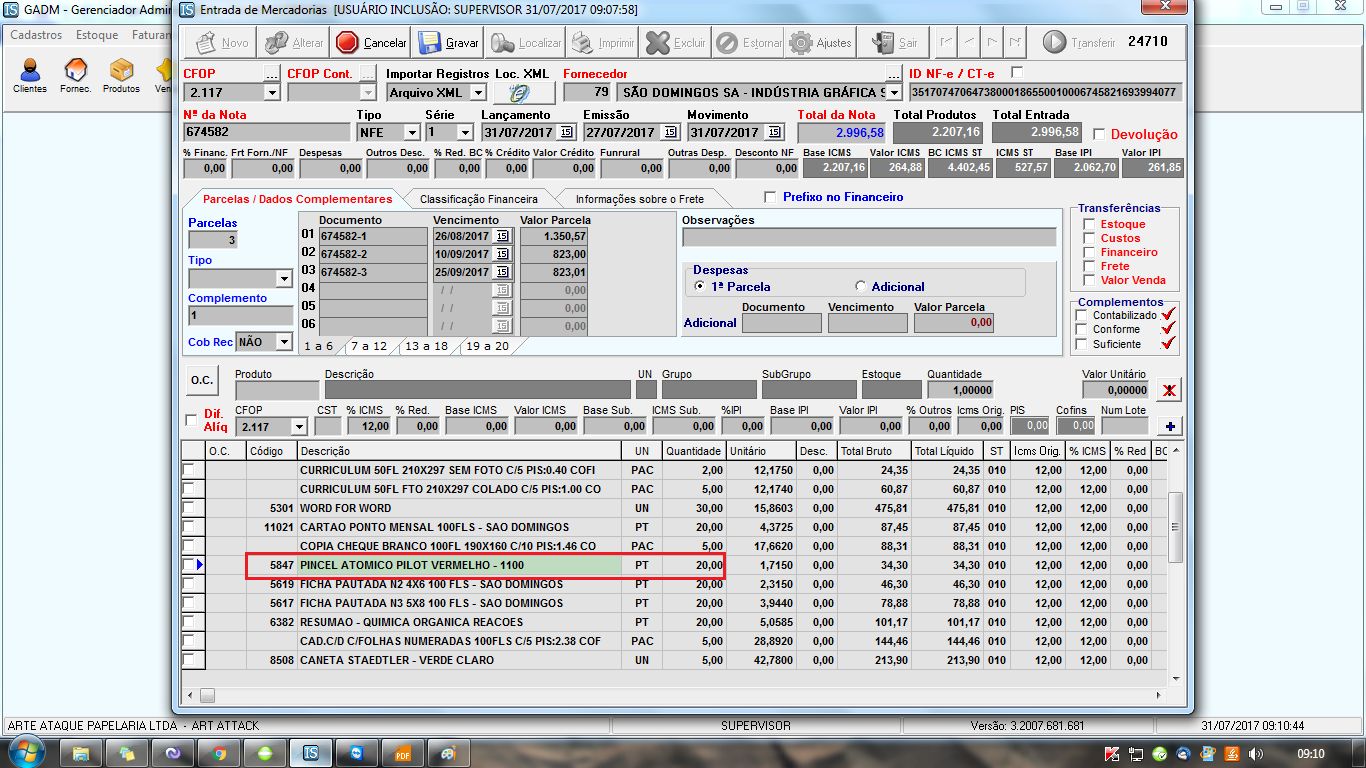 GADM - Gerenciador Admin
Entrada de Mercadorias [USUÁRIO INCLUSÃO: SUPERVISOR 31/07/2017 09:07:58]
Cadastros Estoque Faturan
Clientes Fornec. Produtos Ven
Novo Alterar Cancelar Gravar Localizar Imprimir Excluir Estornar Ajustes Sair Transferir 24710
CFOP ... CFOP Cont. ... Importar Registros Loc. XML Fornecedor ... ID NF-e / CT-e
2.117 Arquivo XML 79 SÃO DOMINGOS SA - INDÚSTRIA GRÁFICA S 35170747064738000186550010006745821693994077
Nº da Nota Tipo Série Lançamento Emissão Movimento Total da Nota Total Produtos Total Entrada
674582 NFE 1 31/07/2017 15 27/07/2017 15 31/07/2017 15 2.996,58 2.207,16 2.996,58 Devolução
% Financ. Frt Forn./NF Despesas Outros Desc. % Red. BC % Crédito Valor Crédito Funrural Outras Desp. Desconto NF Base ICMS Valor ICMS BC ICMS ST ICMS ST Base IPI Valor IPI
0,00 0,00 0,00 0,00 0,00 0,00 0,00 0,00 0,00 0,00 2.207,16 264,88 4.402,45 527,57 2.062,70 261,85
Parcelas / Dados Complementares Classificação Financeira Informações sobre o Frete Prefixo no Financeiro
Parcelas
3
Tipo
Complemento
1
Cob Rec NÃO
Documento Vencimento Valor Parcela
01 674582-1 26/08/2017 15 1.350,57
02 674582-2 10/09/2017 15 823,00
03 674582-3 25/09/2017 15 823,01
04 / / 15 0,00
05 / / 15 0,00
06 / / 15 0,00
1 a 6 7 a 12 13 a 18 19 a 20
Observações
Despesas
1ª Parcela Adicional
Documento Vencimento Valor Parcela
Adicional 0,00
Transferências
Estoque
Custos
Financeiro
Frete
Valor Venda
Complementos
Contabilizado
Conforme
Suficiente
O.C. Produto Descrição UN Grupo SubGrupo Estoque Quantidade Valor Unitário
1,00000 0,00000
Dif. Alíq CFOP CST % ICMS % Red. Base ICMS Valor ICMS Base Sub. ICMS Sub. %IPI Base IPI Valor IPI % Outros Icms Orig. PIS Cofins Num Lote
2.117 12,00 0,00 0,00 0,00 0,00 0,00 0,00 0,00 0,00 0,00 0,00 0,00 0,00
O.C. Código Descrição UN Quantidade Unitário Desc. Total Bruto Total Líquido ST Icms Orig. % ICMS % Red BC
CURRICULUM 50FL 210X297 SEM FOTO C/5 PIS:0.40 COFI PAC 2,00 12,1750 0,00 24,35 24,35 010 12,00 12,00 0,00
CURRICULUM 50FL FTO 210X297 COLADO C/5 PIS:1.00 CO PAC 5,00 12,1740 0,00 60,87 60,87 010 12,00 12,00 0,00
5301 WORD FOR WORD UN 30,00 15,8603 0,00 475,81 475,81 010 12,00 12,00 0,00
11021 CARTAO PONTO MENSAL 100FLS - SAO DOMINGOS PT 20,00 4,3725 0,00 87,45 87,45 010 12,00 12,00 0,00
COPIA CHEQUE BRANCO 100FL 190X160 C/10 PIS:1.46 CO PAC 5,00 17,6620 0,00 88,31 88,31 010 12,00 12,00 0,00
5847 PINCEL ATOMICO PILOT VERMELHO - 1100 PT 20,00 1,7150 0,00 34,30 34,30 010 12,00 12,00 0,00
5619 FICHA PAUTADA N2 4X6 100 FLS - SAO DOMINGOS PT 20,00 2,3150 0,00 46,30 46,30 010 12,00 12,00 0,00
5617 FICHA PAUTADA N3 5X8 100 FLS - SAO DOMINGOS PT 20,00 3,9440 0,00 78,88 78,88 010 12,00 12,00 0,00
6382 RESUMAO - QUIMICA ORGANICA REACOES PT 20,00 5,0585 0,00 101,17 101,17 010 12,00 12,00 0,00
CAD.C/D C/FOLHAS NUMERADAS 100FLS C/5 PIS:2.38 COF PAC 5,00 28,8920 0,00 144,46 144,46 010 12,00 12,00 0,00
8508 CANETA STAEDTLER - VERDE CLARO UN 5,00 42,7800 0,00 213,90 213,90 010 12,00 12,00 0,00
ARTE ATAQUE PAPELARIA LTDA - ART ATTACK SUPERVISOR Versão: 3.2007.681.681 31/07/2017 09:10:44
IS PDF 09:10